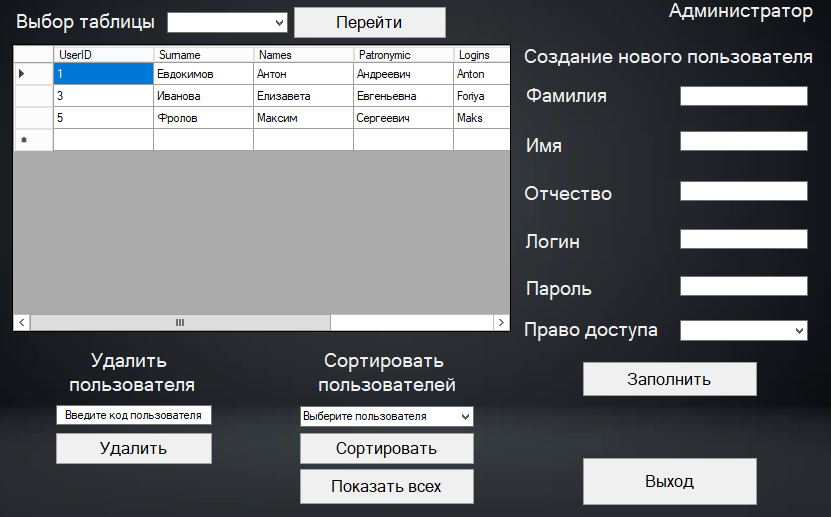 Администратор
Выбор таблицы
Перейти
UserID Surname Names Patronymic Logins
1 Евдокимов Антон Андреевич Anton
3 Иванова Елизавета Евгеньевна Foriya
5 Фролов Максим Сергеевич Maks
Создание нового пользователя
Фамилия
Имя
Отчество
Логин
Пароль
Право доступа
Заполнить
Удалить
пользователя
Введите код пользователя
Удалить
Сортировать
пользователей
Выберите пользователя
Сортировать
Показать всех
Выход